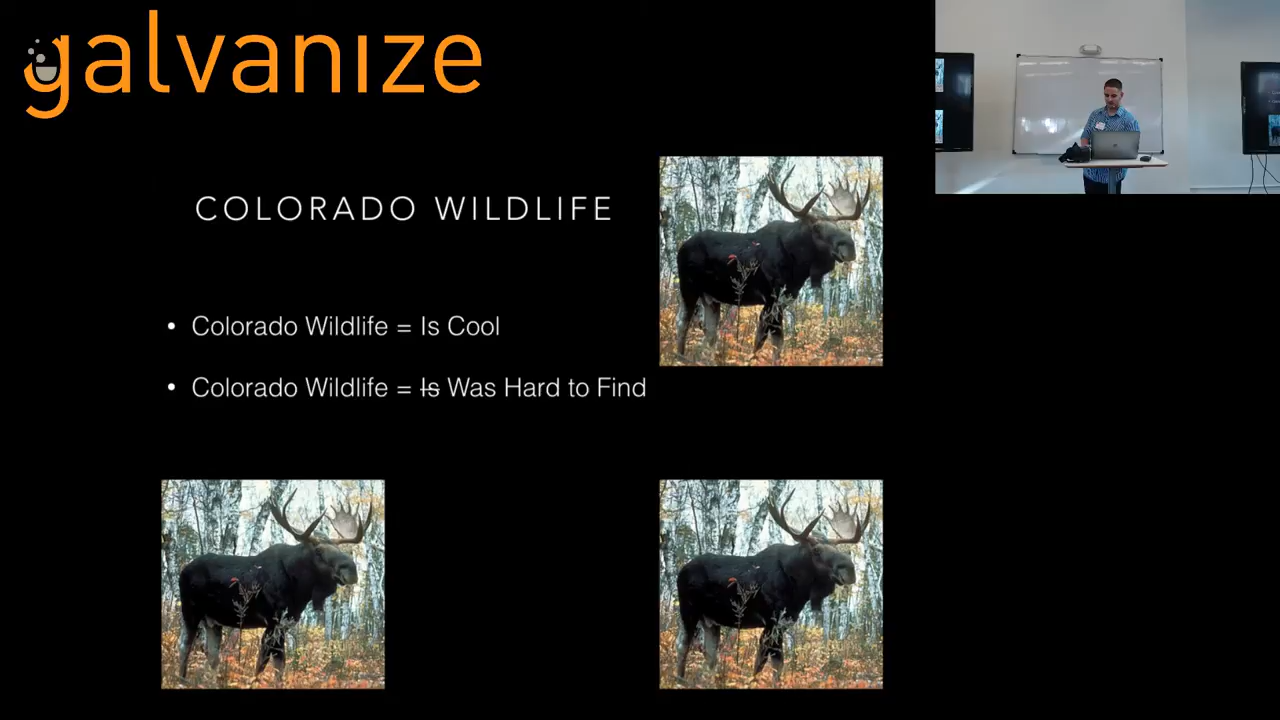 galvanize
COLORADO WILDLIFE
• Colorado Wildlife = Is Cool
• Colorado Wildlife = Is Was Hard to Find